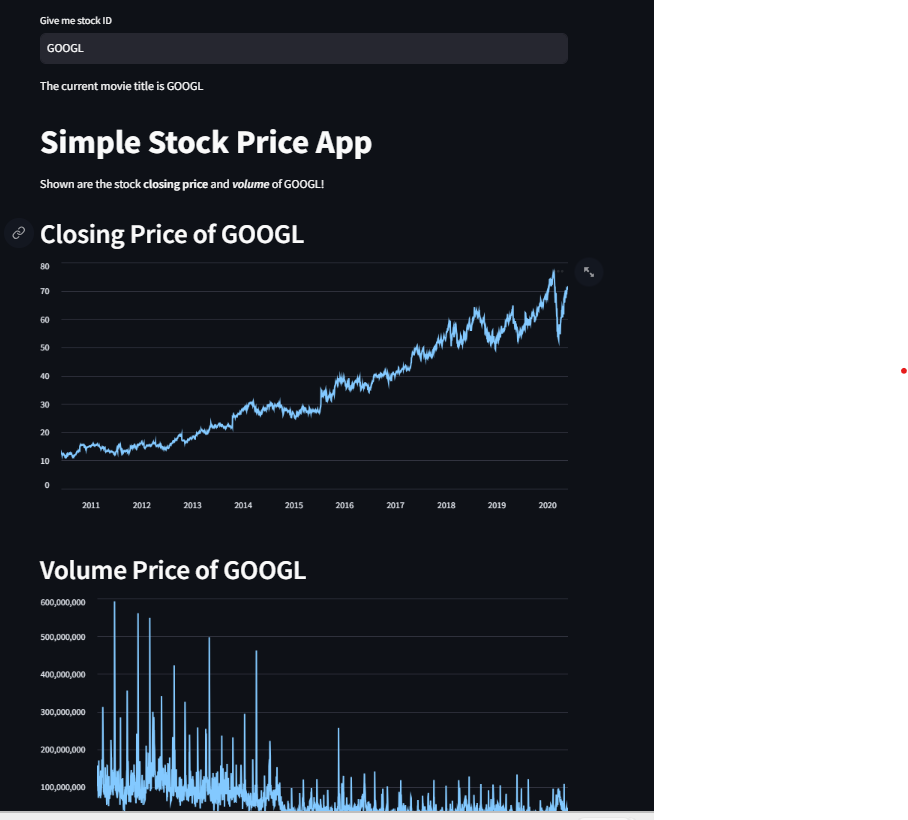 Give me stock ID
GOOGL
The current movie title is GOOGL
Simple Stock Price App
Shown are the stock closing price and volume of GOOGL!
Closing Price of GOOGL
80
70
60
50
40
30
20
10
0
2011 2012 2013 2014 2015 2016 2017 2018 2019 2020
Volume Price of GOOGL
600,000,000
500,000,000
400,000,000
300,000,000
200,000,000
100,000,000